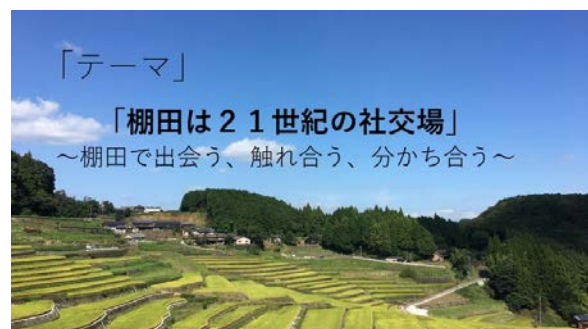 「テーマ」
「棚田は２１世紀の社交場」
～棚田で出会う、触れ合う、分かち合う～